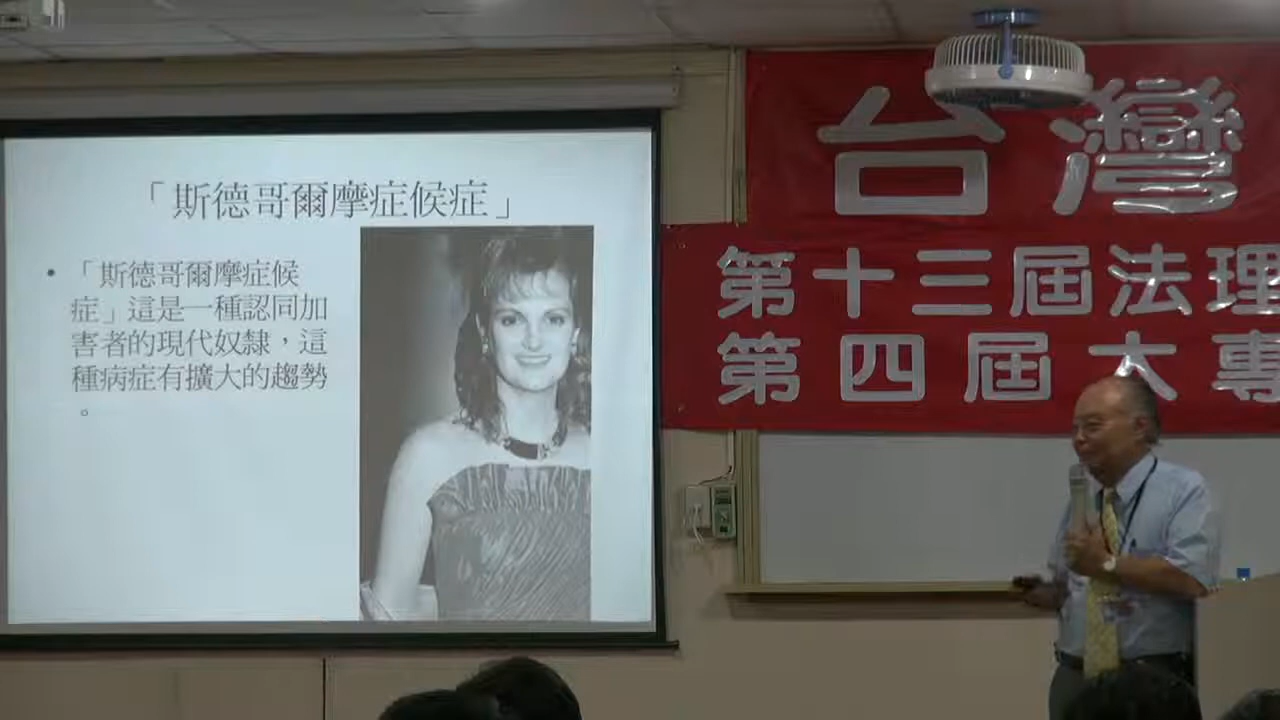 「斯德哥爾摩症候症」
• 「斯德哥爾摩症候
症」這是一種認同加
害者的現代奴隸，這
種病症有擴大的趨勢
。
台灣
第十三屆法理
第四屆大專